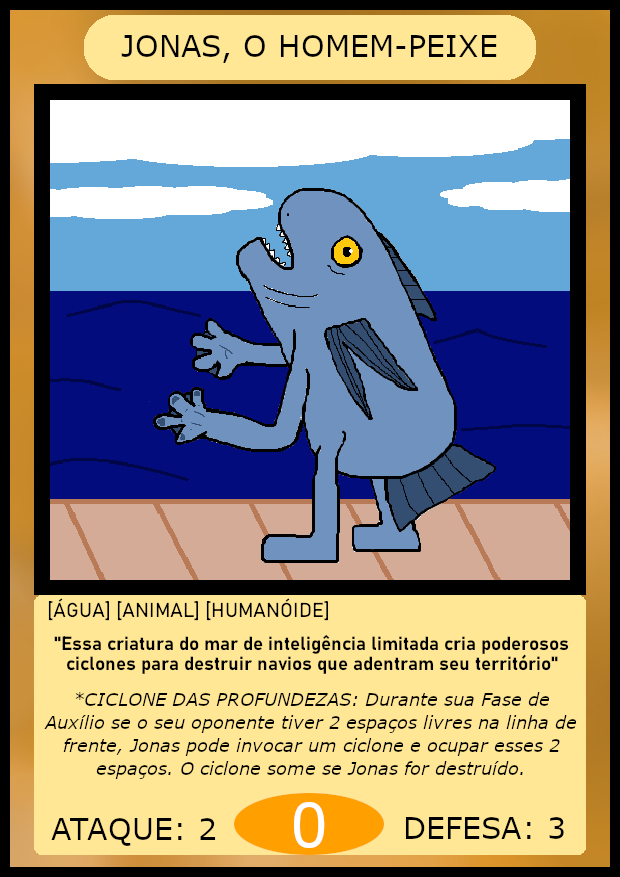 JONAS, O HOMEM-PEIXE
[ÁGUA] [ANIMAL] [HUMANÓIDE]
"Essa criatura do mar de inteligência limitada cria poderosos
ciclones para destruir navios que adentram seu território"
*CICLONE DAS PROFUNDEZAS: Durante sua Fase de
Auxílio se o seu oponente tiver 2 espaços livres na linha de
frente, Jonas pode invocar um ciclone e ocupar esses 2
espaços. O ciclone some se Jonas for destruído.
ATAQUE: 2 0 DEFESA: 3